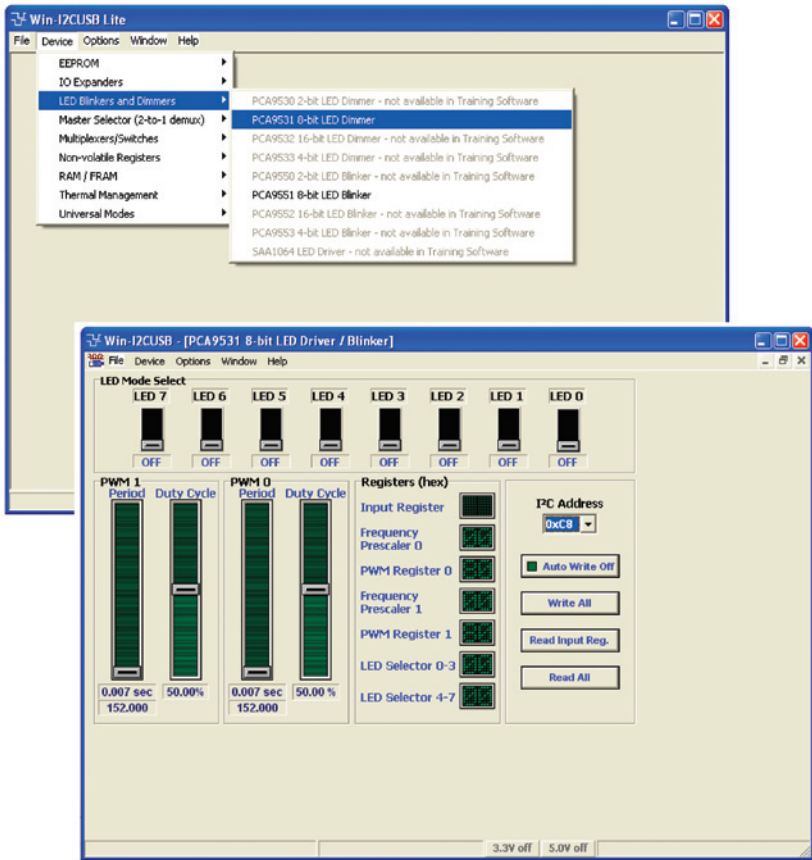 Win-I2CUSB Lite
File Device Options Window Help
EEPROM
IO Expanders
LED Blinkers and Dimmers
Master Selector (2-to-1 demux)
Multiplexers/Switches
Non-volatile Registers
RAM / FRAM
Thermal Management
Universal Modes
PCA9530 2-bit LED Dimmer - not available in Training Software
PCA9531 8-bit LED Dimmer
PCA9532 16-bit LED Dimmer - not available in Training Software
PCA9533 4-bit LED Dimmer - not available in Training Software
PCA9550 2-bit LED Blinker - not available in Training Software
PCA9551 8-bit LED Blinker
PCA9552 16-bit LED Blinker - not available in Training Software
PCA9553 4-bit LED Blinker - not available in Training Software
SAA1064 LED Driver - not available in Training Software
Win-I2CUSB - [PCA9531 8-bit LED Driver / Blinker]
File Device Options Window Help
LED Mode Select
LED 7 LED 6 LED 5 LED 4 LED 3 LED 2 LED 1 LED 0
OFF OFF OFF OFF OFF OFF OFF OFF
PWM 1
Period Duty Cycle
0.007 sec 50.00%
152.000
PWM 0
Period Duty Cycle
0.007 sec 50.00 %
152.000
Registers (hex)
Input Register
Frequency
Prescaler 0 00
PWM Register 0 80
Frequency
Prescaler 1 00
PWM Register 1 80
LED Selector 0-3 00
LED Selector 4-7 00
I²C Address
0xC8
Auto Write Off
Write All
Read Input Reg.
Read All
3.3V off 5.0V off